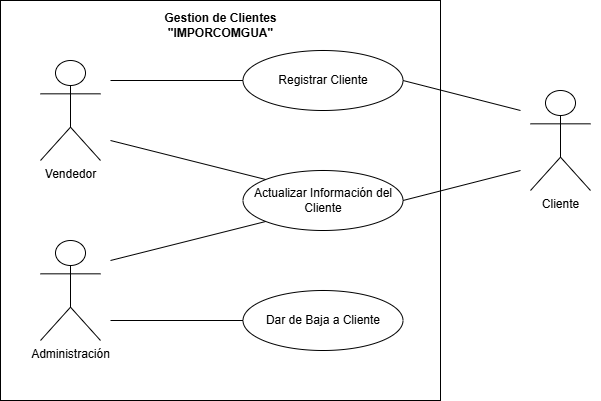 Gestion de Clientes
"IMPORCOMGUA"
Registrar Cliente
Vendedor
Actualizar Información del
Cliente
Cliente
Dar de Baja a Cliente
Administración